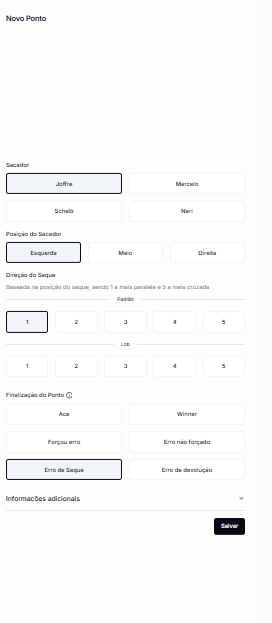 Novo Ponto
Sacador
Joffre
Marcelo
Schelb
Neri
Posição do Sacador
Esquerda
Meio
Direita
Direção do Saque
Baseada na posição do saque, sendo 1 a mais paralela e 5 a mais cruzada
Padrão
1
2
3
4
5
Lob
1
2
3
4
5
Finalização do Ponto
Ace
Winner
Forçou erro
Erro não forçado
Erro de Saque
Erro de devolução
Informações adicionais
Salvar